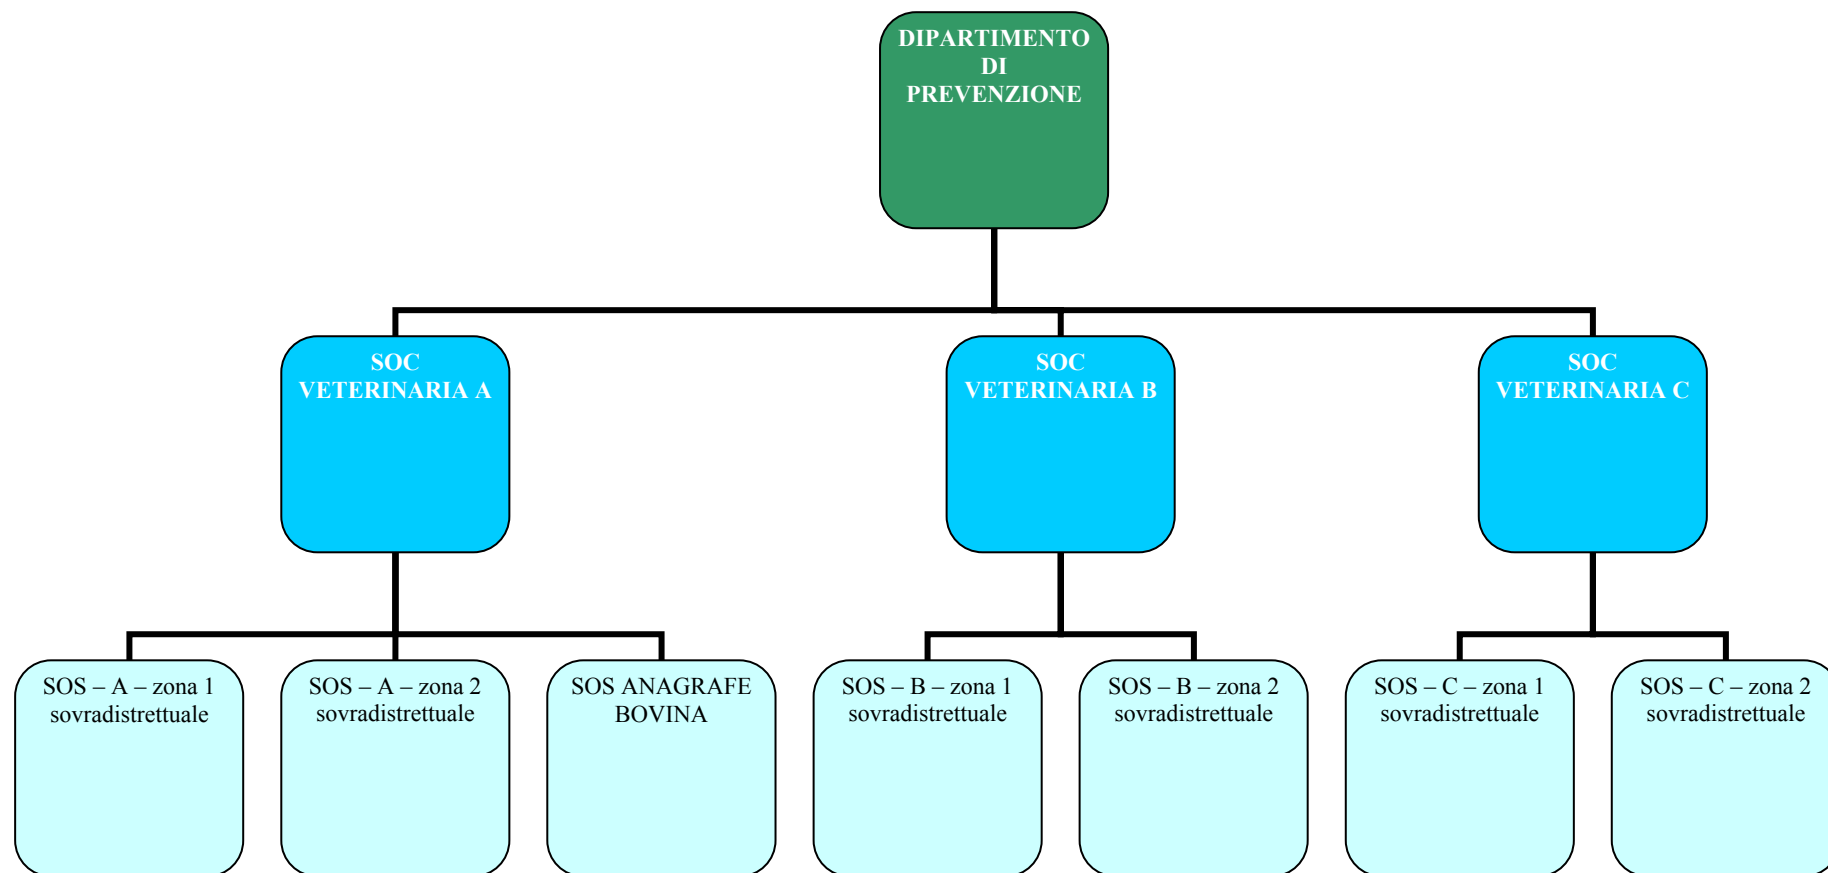 DIPARTIMENTO
DI
PREVENZIONE
SOC
VETERINARIA A
SOC
VETERINARIA B
SOC
VETERINARIA C
SOS – A – zona 1
sovradistrettuale
SOS – A – zona 2
sovradistrettuale
SOS ANAGRAFE
BOVINA
SOS – B – zona 1
sovradistrettuale
SOS – B – zona 2
sovradistrettuale
SOS – C – zona 1
sovradistrettuale
SOS – C – zona 2
sovradistrettuale